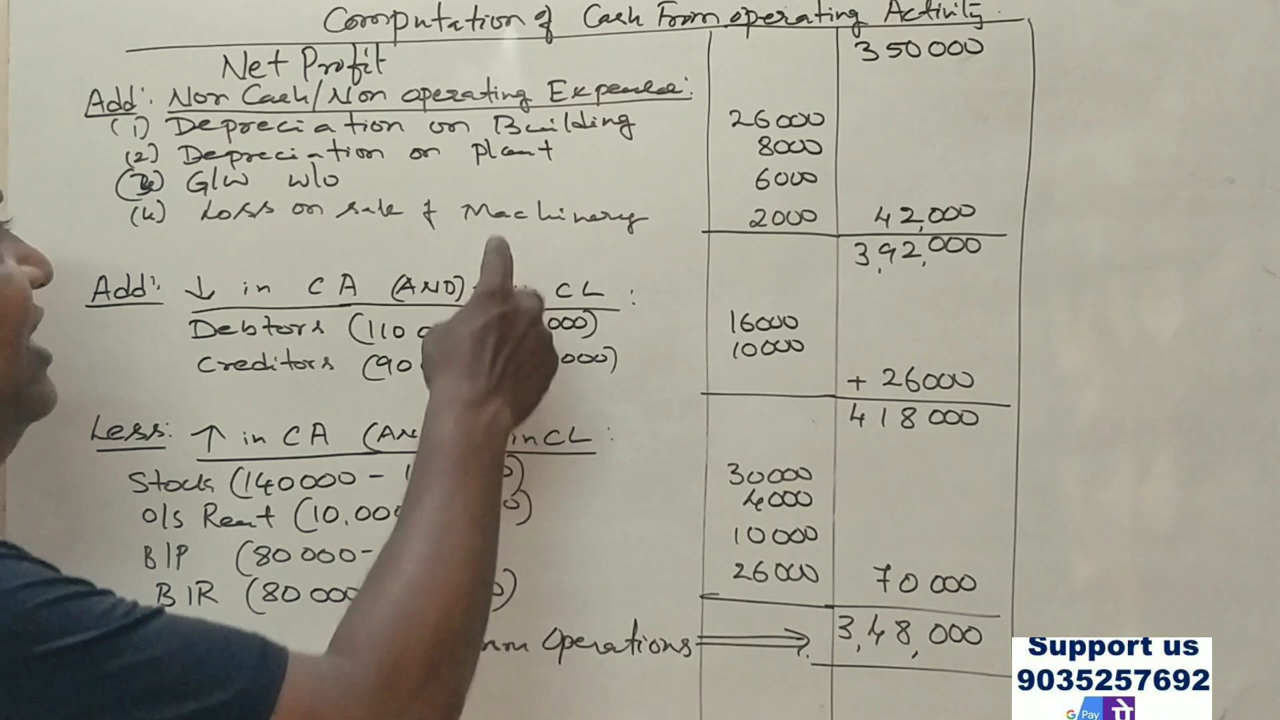 Computation of Cash From operating Activity.
Net Profit 350000
Add: Non Cash/Non operating Expense:
(1) Depreciation on Building 26000
(2) Depreciation on plant 8000
G/W w/o 6000
(4) Loss on sale of Machinery 2000 42,000
3,92,000
Add: ↓ in CA (AND) CL :
Debtors (110 000) 16000
Creditors (90 000) 10000
+ 26000
418000
Less: ↑ in CA in CL :
Stock (140000 - 30000
O/S Rent (10,000 4000
B/P (80000- 10000
B/R (80000 26000 70000
Operations ⟹ 3,48,000
Support us
9035257692
G Pay पे